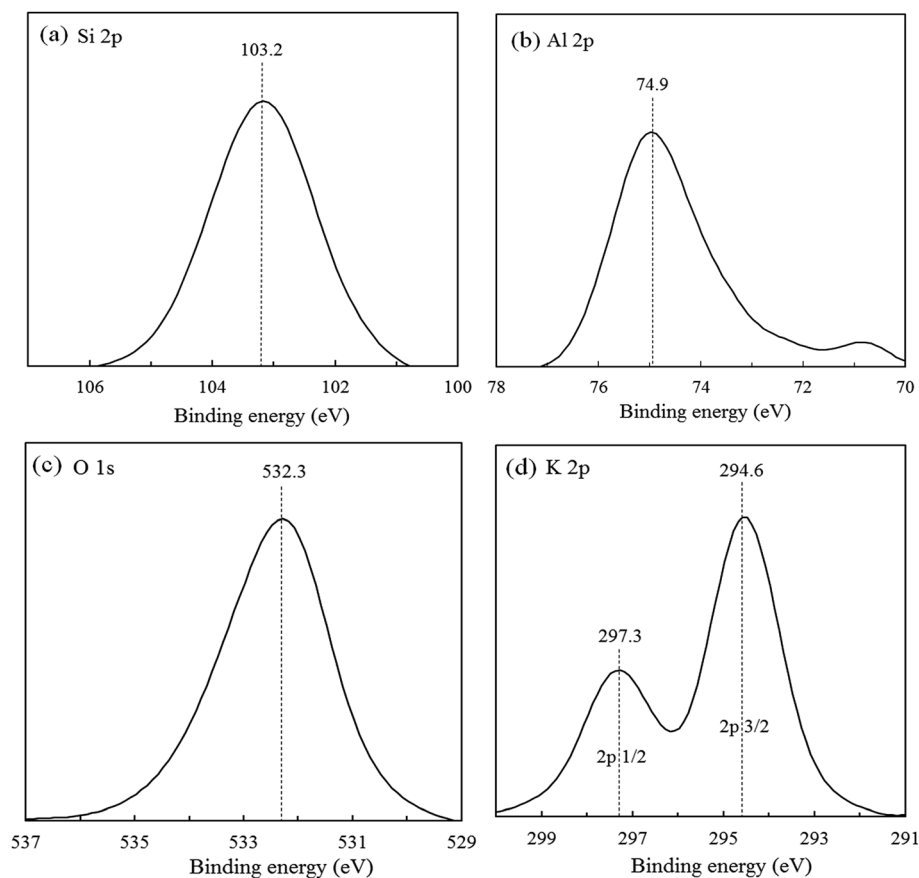 (a) Si 2p
103.2
106 104 102 100
Binding energy (eV)
(b) Al 2p
74.9
78 76 74 72 70
Binding energy (eV)
(c) O 1s
532.3
537 535 533 531 529
Binding energy (eV)
(d) K 2p
294.6
297.3
2p 3/2
2p 1/2
299 297 295 293 291
Binding energy (eV)